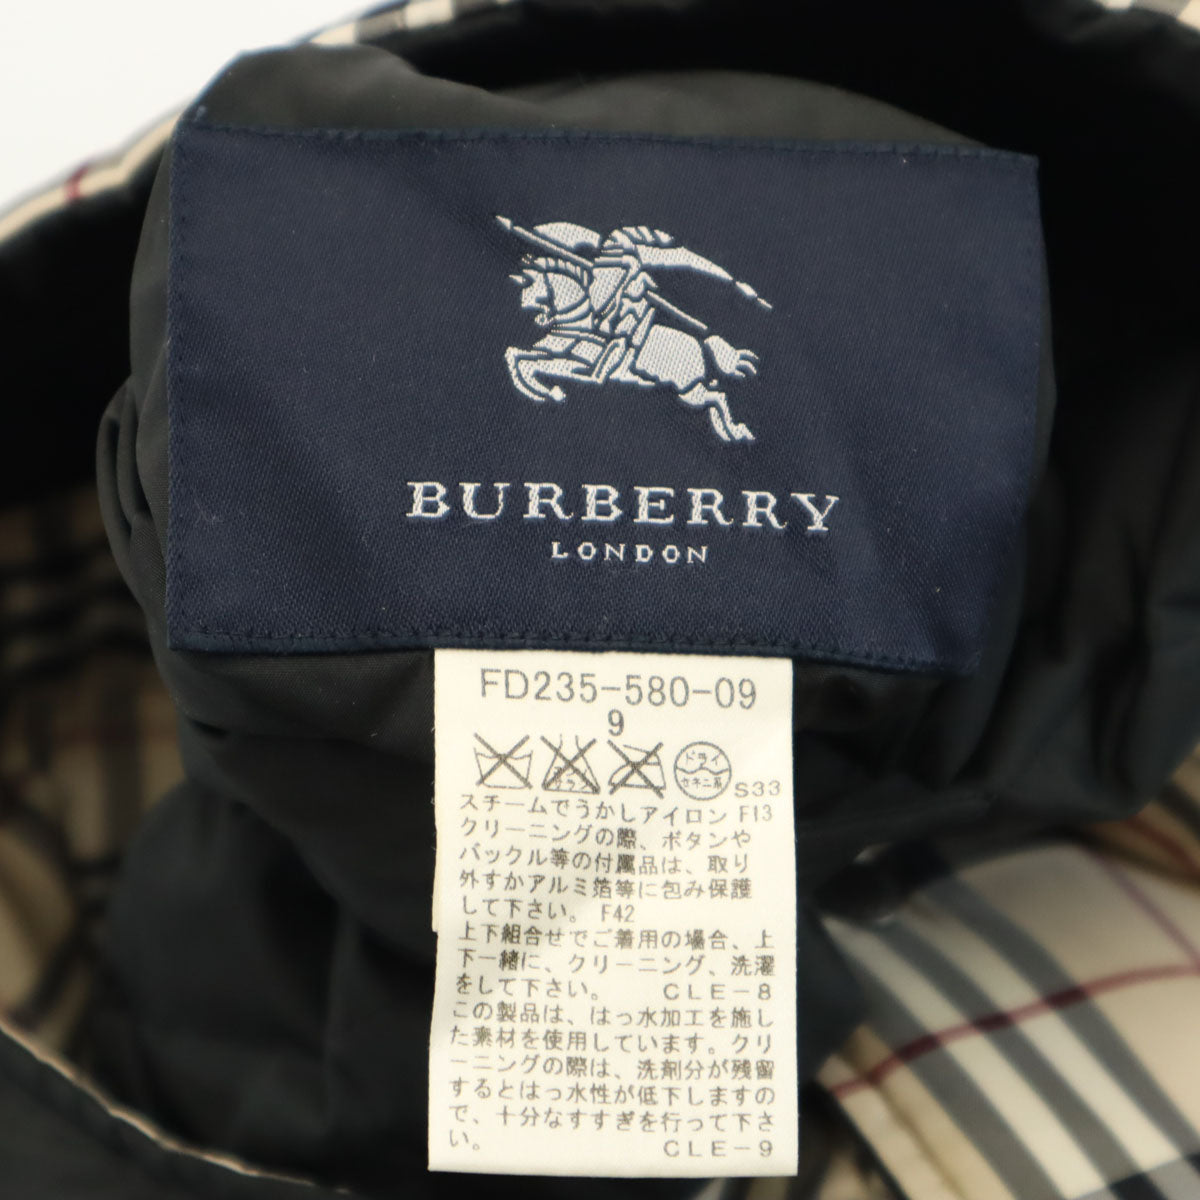 BURBERRY
LONDON
FD235-580-09
9
ドライ
セキユ系
S33
スチームでうかしアイロン F13
クリーニングの際、ボタンや
バックル等の付属品は、取り
外すかアルミ箔等に包み保護
して下さい。 F42
上下組合せでご着用の場合、上
下一緒に、クリーニング、洗濯
をして下さい。 CLE-8
この製品は、はっ水加工を施し
た素材を使用しています。クリ
ーニングの際は、洗剤分が残留
するとはっ水性が低下しますの
で、十分なすすぎを行って下さ
い。 CLE-9